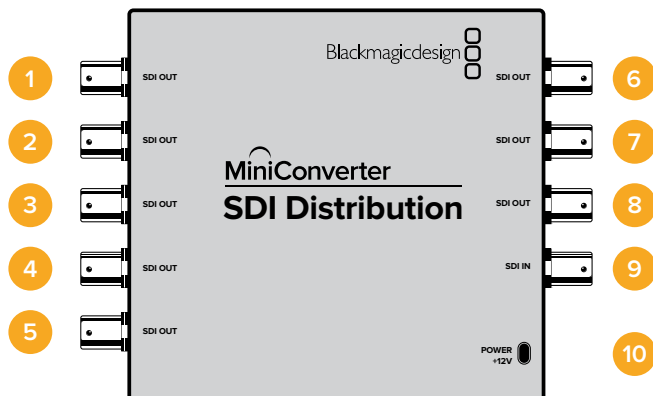 Blackmagicdesign
1
SDI OUT
SDI OUT
6
2
SDI OUT
SDI OUT
7
MiniConverter
SDI Distribution
3
SDI OUT
SDI OUT
8
4
SDI OUT
SDI IN
9
5
SDI OUT
POWER
+12V
10